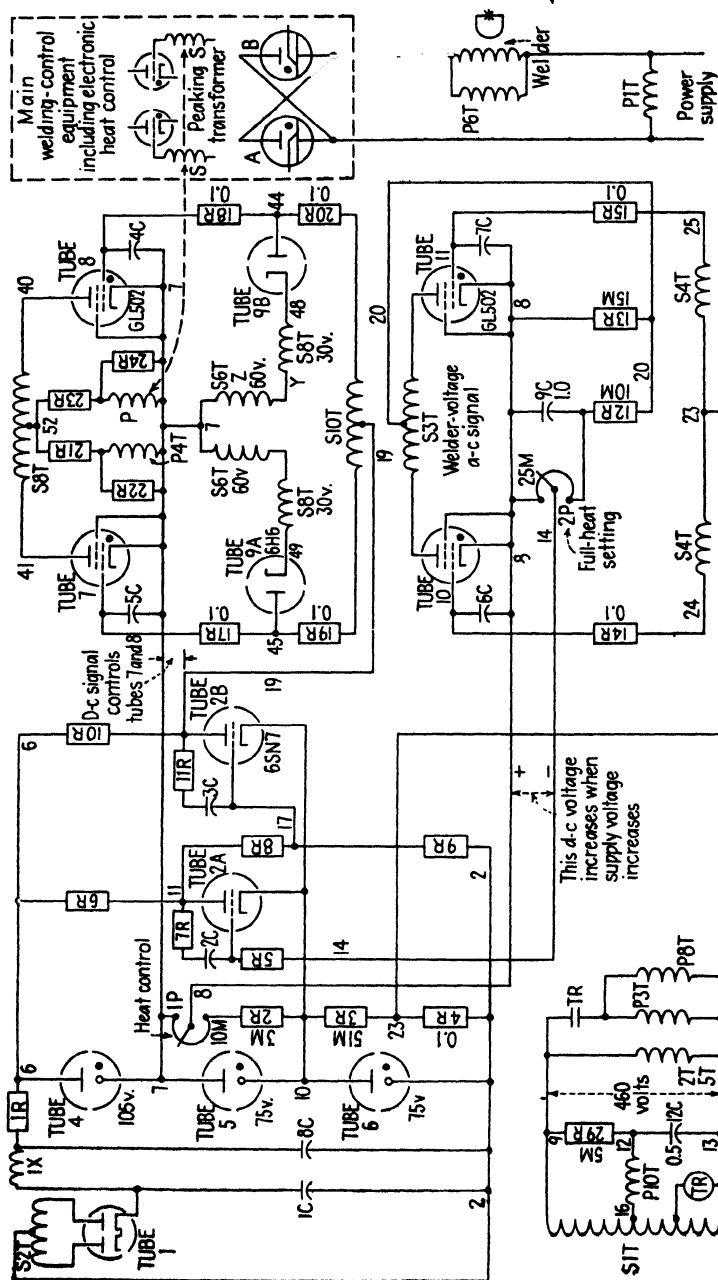 Main
welding-control
equipment
including electronic
heat control
S
Peaking
transformer
S
A
B
P6T
Welder
P1T
Power
supply
41
S8T
52
40
TUBE
7
5C
22R
21R
P4T
23R
P
24R
TUBE
8
GL502
4C
7
7
D-c signal
controls
tubes 7 and 8
17R
0.1
45
19R
0.1
TUBE
9A
6H6
49
S6T
60v
S8T
30v.
S6T
Z
60v.
Y
S8T
30v.
48
TUBE
9B
18R
0.1
44
20R
0.1
S10T
19
19
20
S3T
Welder-voltage
a-c signal
TUBE
10
6C
TUBE
11
GL502
7C
8
25M
14
2P
Full-heat
setting
9C
1.0
10M
12R
20
15M
13R
14R
0.1
15R
0.1
24
S4T
23
S4T
25
6
10R
11R
3C
TUBE
2B
6SN7
17
6R
11
7R
2C
5R
TUBE
2A
8R
9R
2
14
This d-c voltage
increases when
supply voltage
increases
+
−
Heat control
1P
8
10M
3M
2R
51M
3R
23
0.1
4R
S2T
TUBE
1
1X
1R
6
TUBE
4
105v.
7
TUBE
5
75v.
10
TUBE
6
75v
1C
8C
2
S1T
16
P10T
TR
9
5M
29R
12
0.5
12C
13
460
volts
2T
5T
TR
P3T
P8T